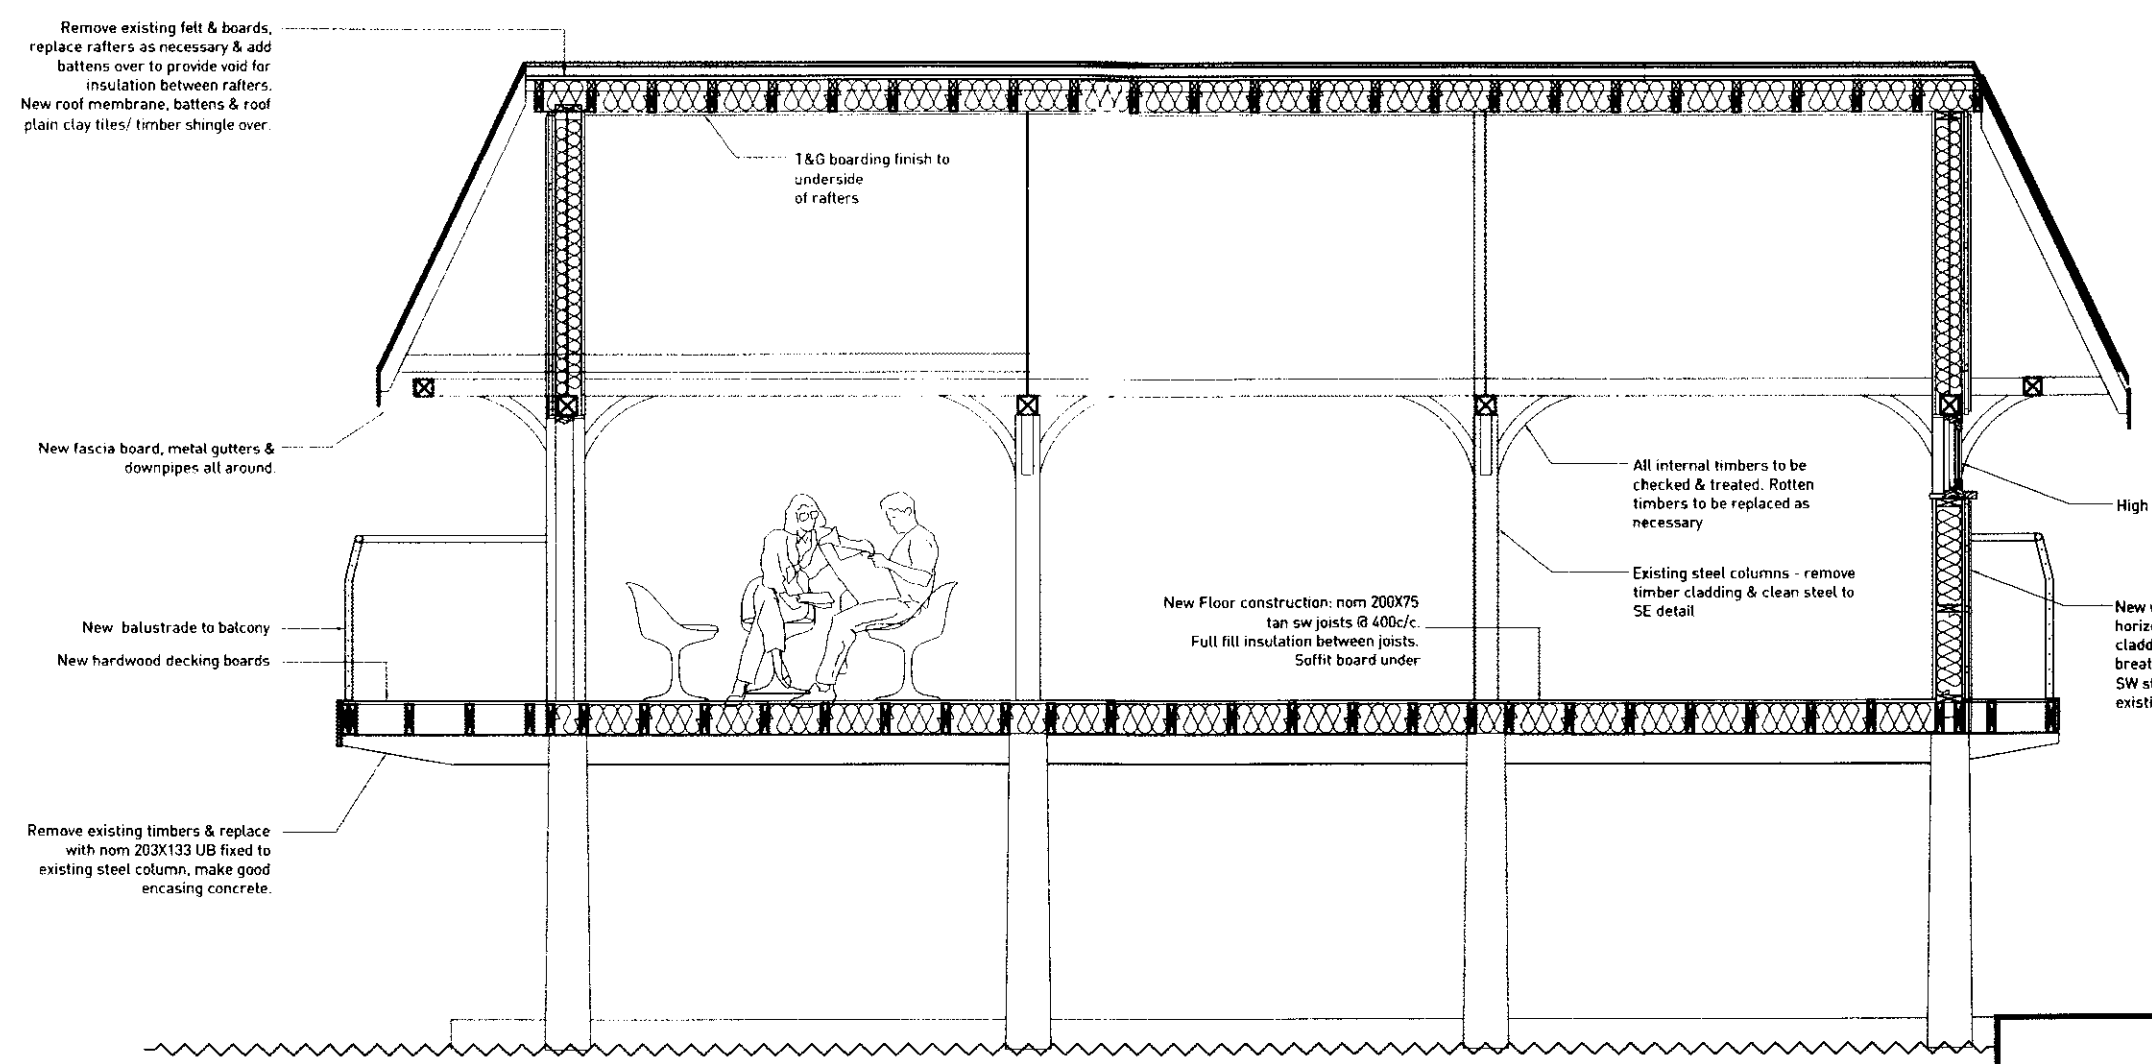 Remove existing felt & boards,
replace rafters as necessary & add
battens over to provide void for
insulation between rafters.
New roof membrane, battens & roof
plain clay tiles/ timber shingle over.
T&G boarding finish to
underside
of rafters
New fascia board, metal gutters &
downpipes all around.
All internal timbers to be
checked & treated. Rotten
timbers to be replaced as
necessary
High
Existing steel columns - remove
timber cladding & clean steel to
SE detail
New Floor construction: nom 200X75
tan sw joists @ 400c/c.
Full fill insulation between joists.
Soffit board under
New balustrade to balcony
New hardwood decking boards
New
SW
Remove existing timbers & replace
with nom 203X133 UB fixed to
existing steel column, make good
encasing concrete.